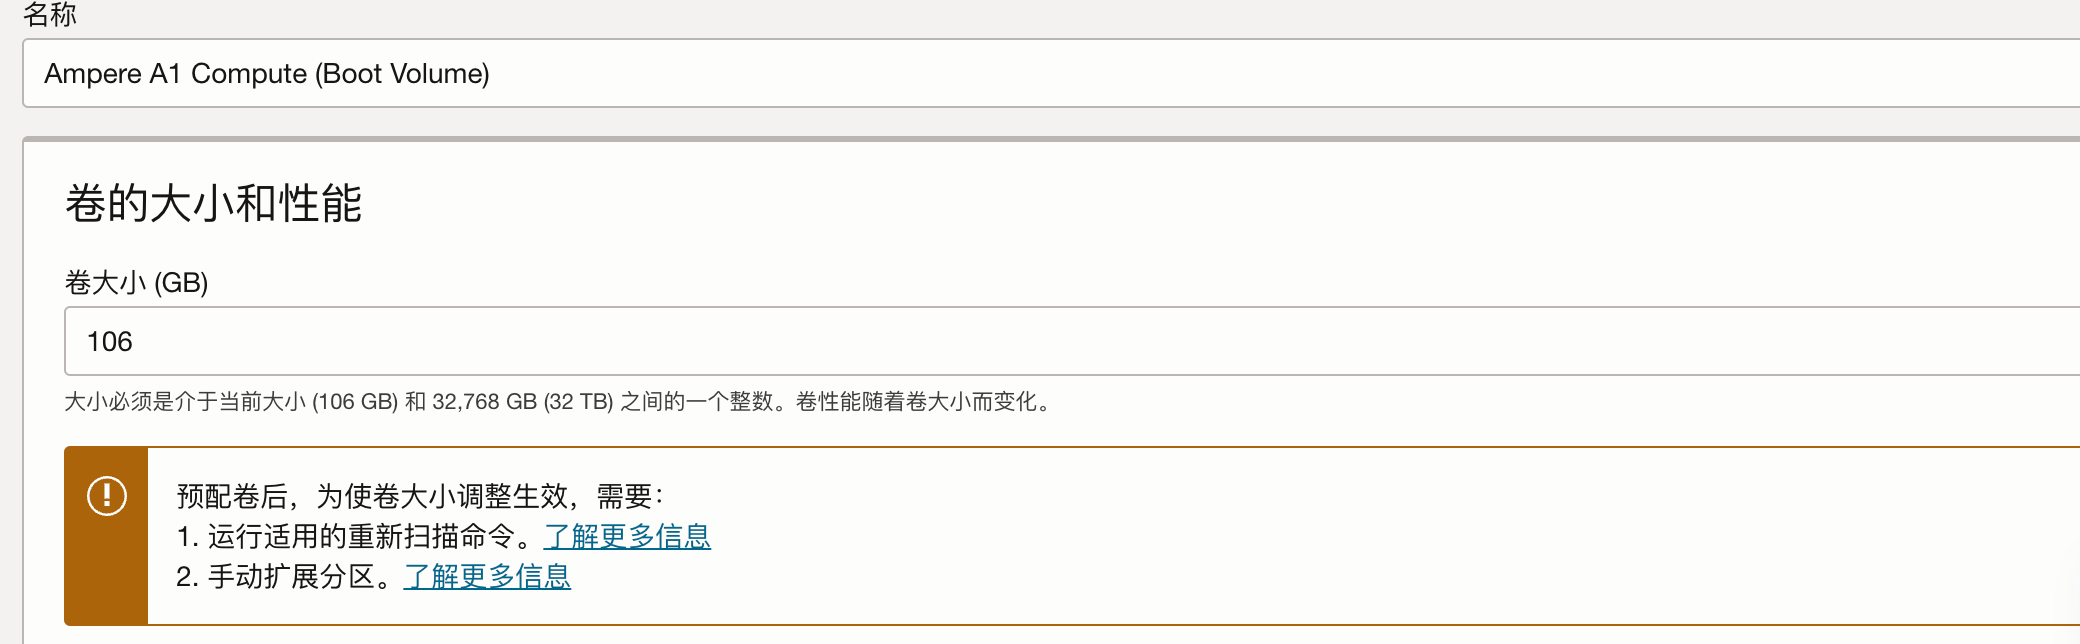 名称
Ampere A1 Compute (Boot Volume)
卷的大小和性能
卷大小 (GB)
106
大小必须是介于当前大小 (106 GB) 和 32,768 GB (32 TB) 之间的一个整数。卷性能随着卷大小而变化。
预配卷后，为使卷大小调整生效，需要：
1. 运行适用的重新扫描命令。了解更多信息
2. 手动扩展分区。了解更多信息